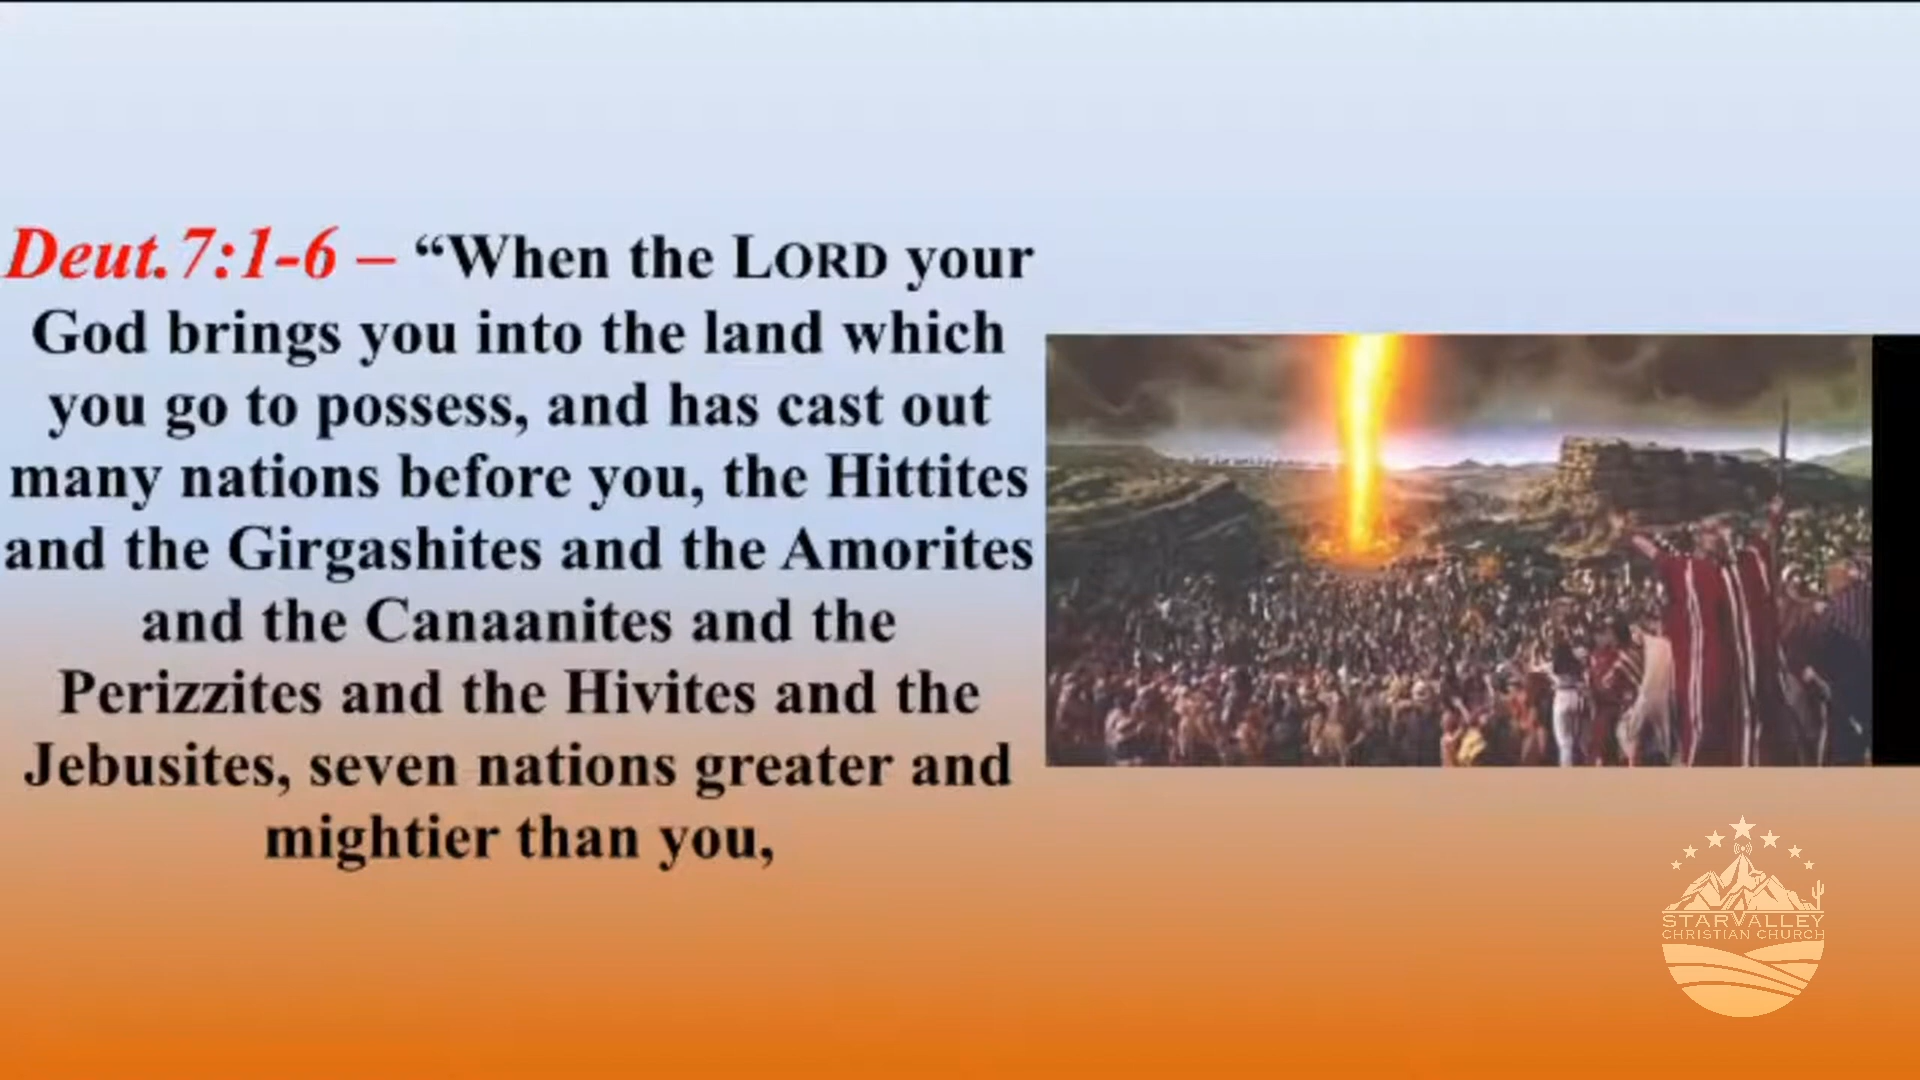 Deut. 7:1-6 – “When the LORD your
God brings you into the land which
you go to possess, and has cast out
many nations before you, the Hittites
and the Girgashites and the Amorites
and the Canaanites and the
Perizzites and the Hivites and the
Jebusites, seven nations greater and
mightier than you,
STAR VALLEY
CHRISTIAN CHURCH